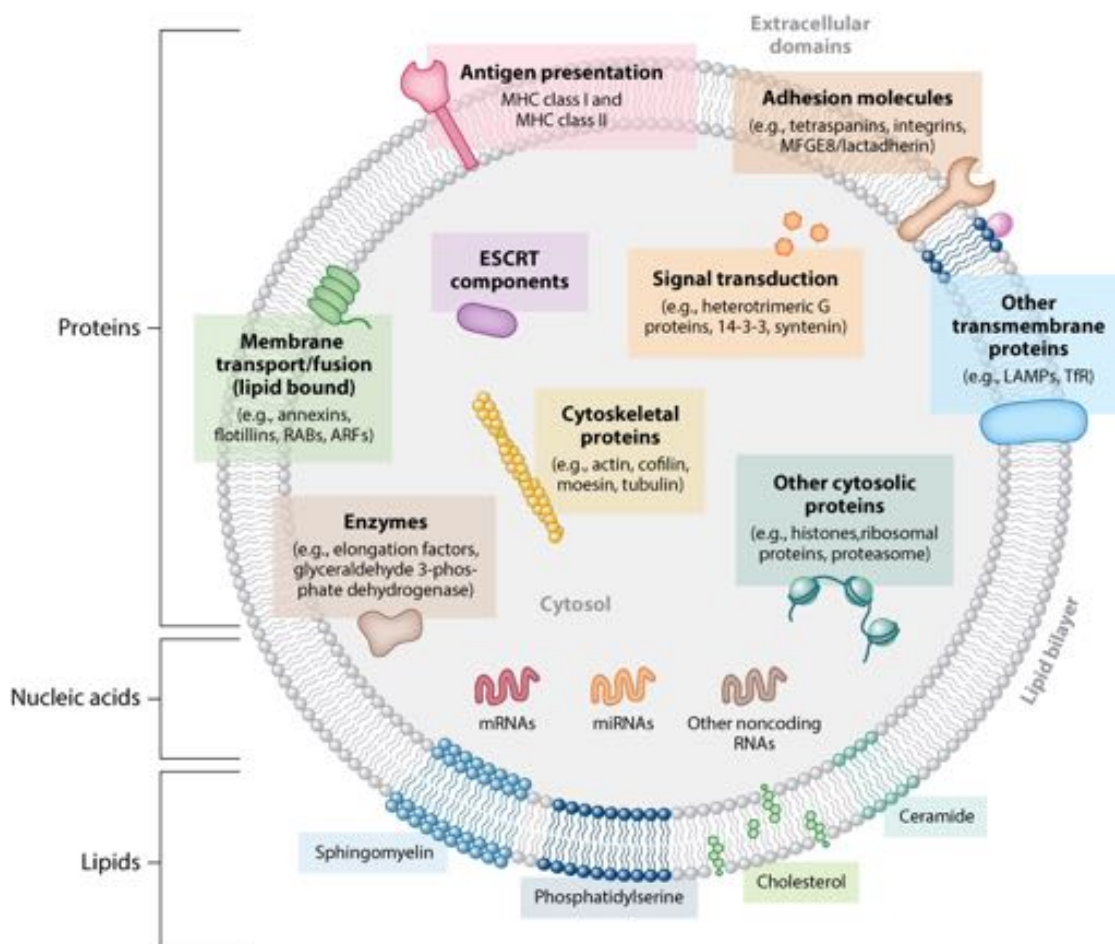 Extracellular
domains
Antigen presentation
MHC class I and
MHC class II
Adhesion molecules
(e.g., tetraspanins, integrins,
MFGE8/lactadherin)
ESCRT
components
Signal transduction
(e.g., heterotrimeric G
proteins, 14-3-3, syntenin)
Other
transmembrane
proteins
(e.g., LAMPs, TfR)
Proteins
Membrane
transport/fusion
(lipid bound)
(e.g., annexins,
flotillins, RABs, ARFs)
Cytoskeletal
proteins
(e.g., actin, cofilin,
moesin, tubulin)
Other cytosolic
proteins
(e.g., histones,ribosomal
proteins, proteasome)
Enzymes
(e.g., elongation factors,
glyceraldehyde 3-phos-
phate dehydrogenase)
Cytosol
Lipid bilayer
Nucleic acids
mRNAs
miRNAs
Other noncoding
RNAs
Lipids
Sphingomyelin
Phosphatidylserine
Cholesterol
Ceramide